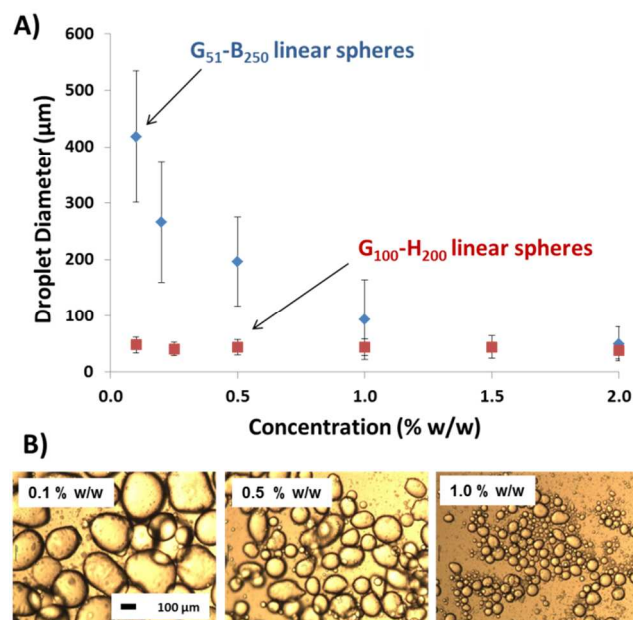 A)
600
G₅₁-B₂₅₀ linear spheres
500
400
300
G₁₀₀-H₂₀₀ linear spheres
200
100
0
Droplet Diameter (µm)
0.0 0.5 1.0 1.5 2.0
Concentration (% w/w)
B)
0.1 % w/w
0.5 % w/w
1.0 % w/w
100 µm